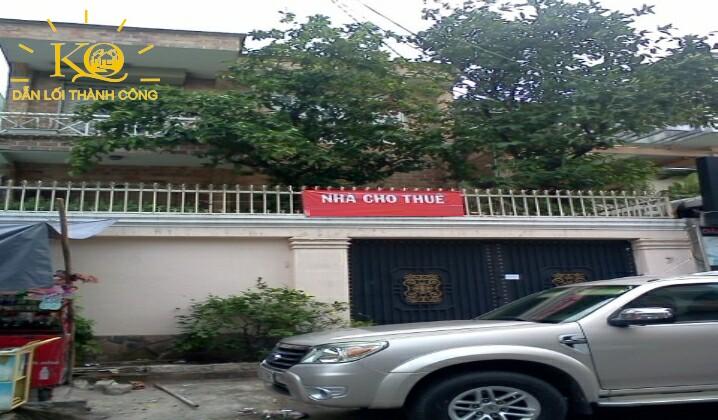 KQ
DẪN LỐI THÀNH CÔNG
NHÀ CHO THUÊ